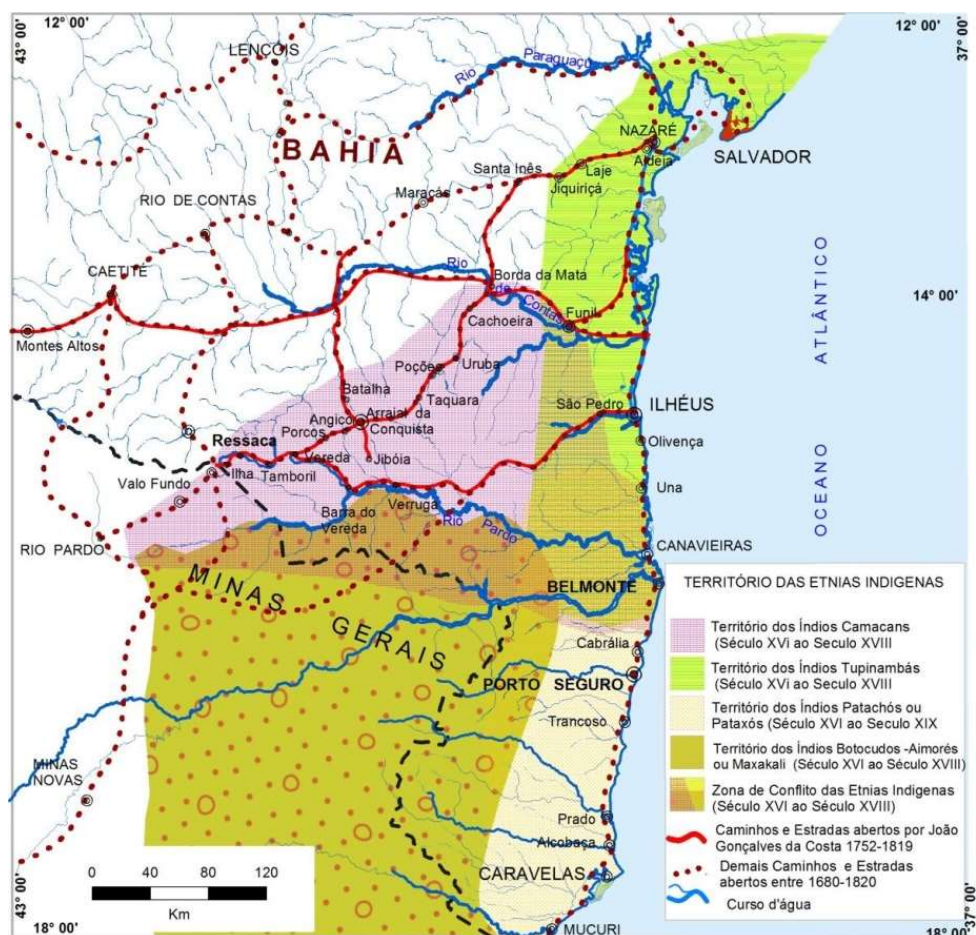 12° 00'
12° 00'
43° 00'
37° 00'
LENCOIS
Rio Paraguaçu
BAHIA
NAZARÉ
Aldeia
SALVADOR
Santa Inês
Laje
Jiquiriçá
Maracás
RIO DE CONTAS
CAETITÉ
Rio de Contas
Borda da Mata
14° 00'
Montes Altos
Cachoeira
Funil
OCEANO ATLÂNTICO
Poções
Uruba
Batalha
Taquara
São Pedro
ILHÉUS
Angico
Arraial da
Conquista
Porcos
Olivença
Ressaca
Vereda
Jibóia
Ilha
Tamboril
Valo Fundo
Una
Barra do
Vereda
Verruga
Rio Pardo
RIO PARDO
CANAVIEIRAS
BELMONTE
MINAS GERAIS
Cabrália
PORTO SEGURO
Trancoso
MINAS
NOVAS
Prado
Alcobaça
CARAVELAS
MUCURI
0 40 80 120
Km
43° 00'
18° 00'
18° 00'
37° 00'
TERRITÓRIO DAS ETNIAS INDIGENAS
Território dos Índios Camacans
(Século XVi ao Seculo XVIII
Território dos Índios Tupinambás
(Século XVi ao Seculo XVIII
Território dos Índios Patachós ou
Pataxós (Século XVI ao Seculo XIX
Território dos Índios Botocudos -Aimorés
ou Maxakali (Século XVI ao Século XVIII)
Zona de Conflito das Etnias Indigenas
(Século XVI ao Século XVIII)
Caminhos e Estradas abertos por João
Gonçalves da Costa 1752-1819
Demais Caminhos e Estradas
abertos entre 1680-1820
Curso d'água